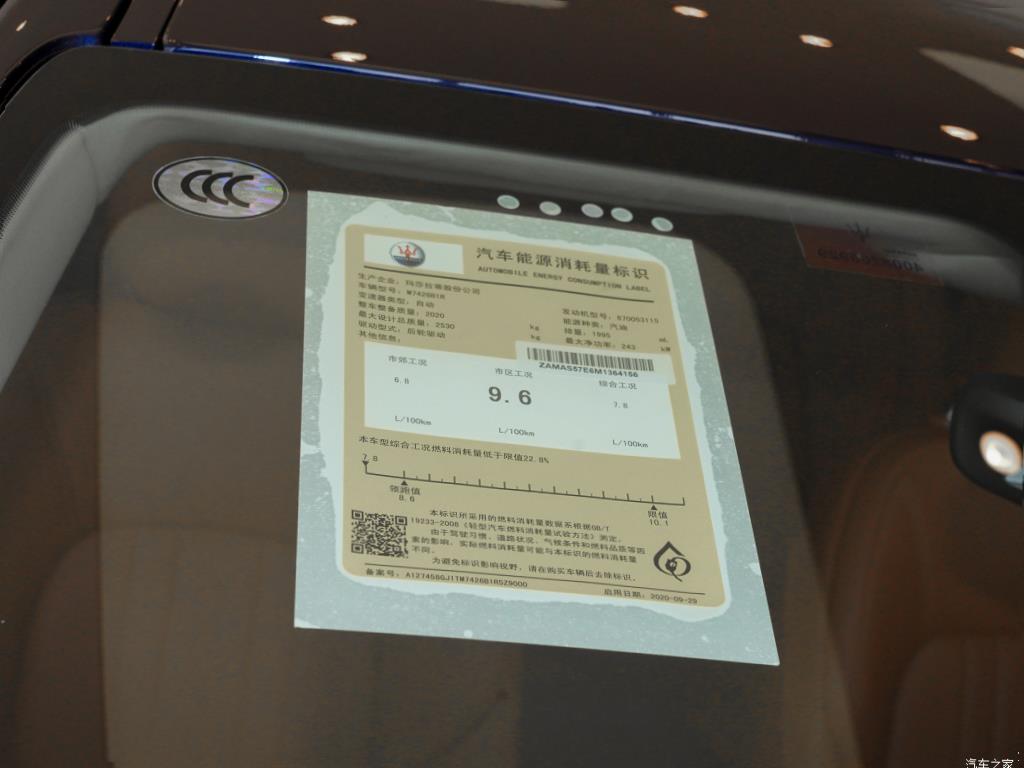 CCC
汽车能源消耗量标识
AUTOMOBILE ENERGY CONSUMPTION LABEL
生产企业: 玛莎拉蒂股份公司
车辆型号: M7426B1R
发动机型号: 670053115
变速器类型: 自动
能源种类: 汽油
整车整备质量: 2020 kg
排量: 1995 mL
最大设计总质量: 2530 kg
最大净功率: 243 kW
驱动型式: 后轮驱动
其他信息:
ZAMAS57E6M1364156
市郊工况 市区工况 综合工况
6.8 9.6 7.8
L/100km L/100km L/100km
本车型综合工况燃料消耗量低于限值22.8%
7.8
领跑值 限值
8.6 10.1
本标识所采用的燃料消耗量数据系根据GB/T
19233-2008《轻型汽车燃料消耗量试验方法》测定。
由于驾驶习惯、道路状况、气候条件和燃料品质等因
素的影响，实际燃料消耗量可能与本标识的燃料消耗量
不同。
为避免标识影响视野，请在购买车辆后去除标识。
备案号: A127458GJ1TM7426B1R5Z9000
启用日期: 2020-09-29
汽车之家